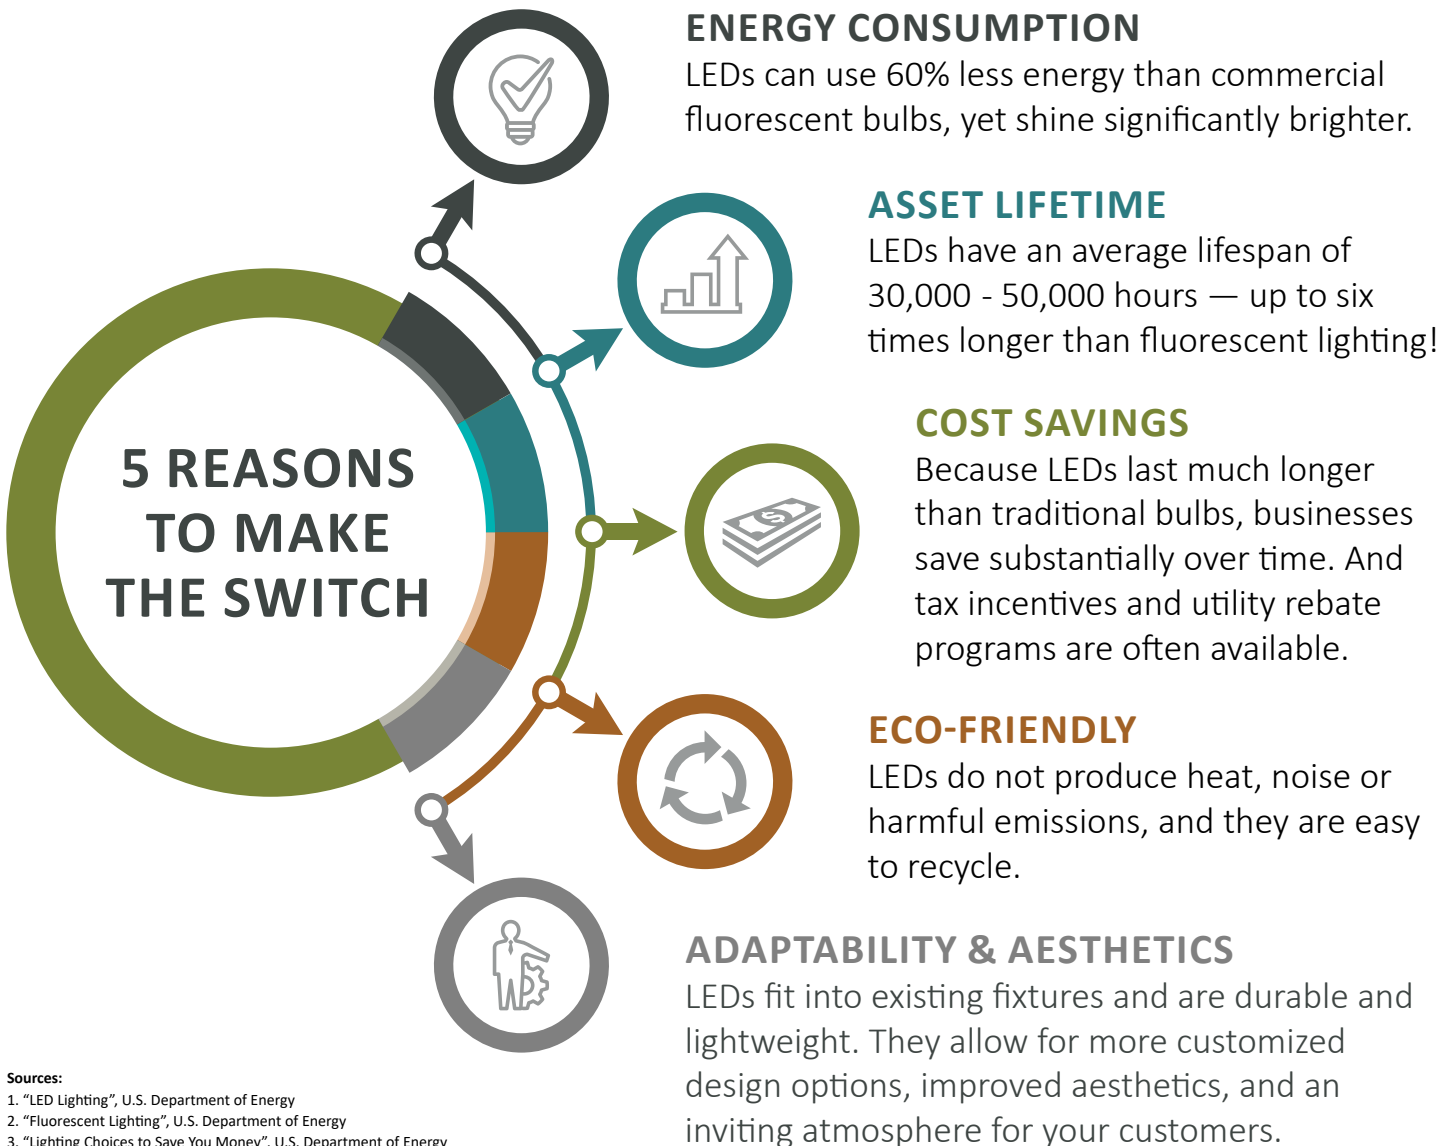 5 REASONS
TO MAKE
THE SWITCH
ENERGY CONSUMPTION
LEDs can use 60% less energy than commercial
fluorescent bulbs, yet shine significantly brighter.
ASSET LIFETIME
LEDs have an average lifespan of
30,000 - 50,000 hours — up to six
times longer than fluorescent lighting!
COST SAVINGS
Because LEDs last much longer
than traditional bulbs, businesses
save substantially over time. And
tax incentives and utility rebate
programs are often available.
ECO-FRIENDLY
LEDs do not produce heat, noise or
harmful emissions, and they are easy
to recycle.
ADAPTABILITY & AESTHETICS
LEDs fit into existing fixtures and are durable and
lightweight. They allow for more customized
design options, improved aesthetics, and an
inviting atmosphere for your customers.
Sources:
1. “LED Lighting”, U.S. Department of Energy
2. “Fluorescent Lighting”, U.S. Department of Energy
3. “Lighting Choices to Save You Money”, U.S. Department of Energy